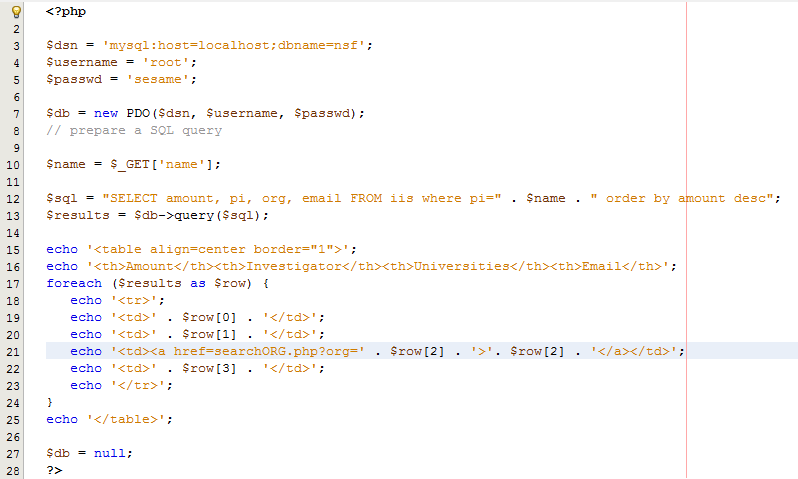 <?php
2
3 $dsn = 'mysql:host=localhost;dbname=nsf';
4 $username = 'root';
5 $passwd = 'sesame';
6
7 $db = new PDO($dsn, $username, $passwd);
8 // prepare a SQL query
9
10 $name = $_GET['name'];
11
12 $sql = "SELECT amount, pi, org, email FROM iis where pi=" . $name . " order by amount desc";
13 $results = $db->query($sql);
14
15 echo '<table align=center border="1">';
16 echo '<th>Amount</th><th>Investigator</th><th>Universities</th><th>Email</th>';
17 foreach ($results as $row) {
18 echo '<tr>';
19 echo '<td>' . $row[0] . '</td>';
20 echo '<td>' . $row[1] . '</td>';
21 echo '<td><a href=searchORG.php?org=' . $row[2] . '>'. $row[2] . '</a></td>';
22 echo '<td>' . $row[3] . '</td>';
23 echo '</tr>';
24 }
25 echo '</table>';
26
27 $db = null;
28 ?>